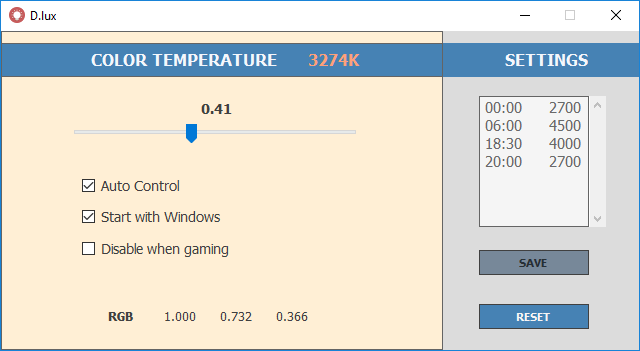 D.lux
COLOR TEMPERATURE 3274K
0.41
Auto Control
Start with Windows
Disable when gaming
RGB 1.000 0.732 0.366
SETTINGS
00:00 2700
06:00 4500
18:30 4000
20:00 2700
SAVE
RESET